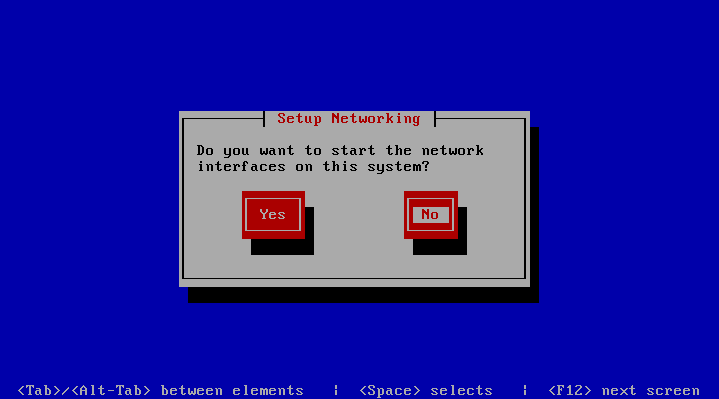 Setup Networking
Do you want to start the network
interfaces on this system?
Yes No
<Tab>/<Alt-Tab> between elements | <Space> selects | <F12> next screen